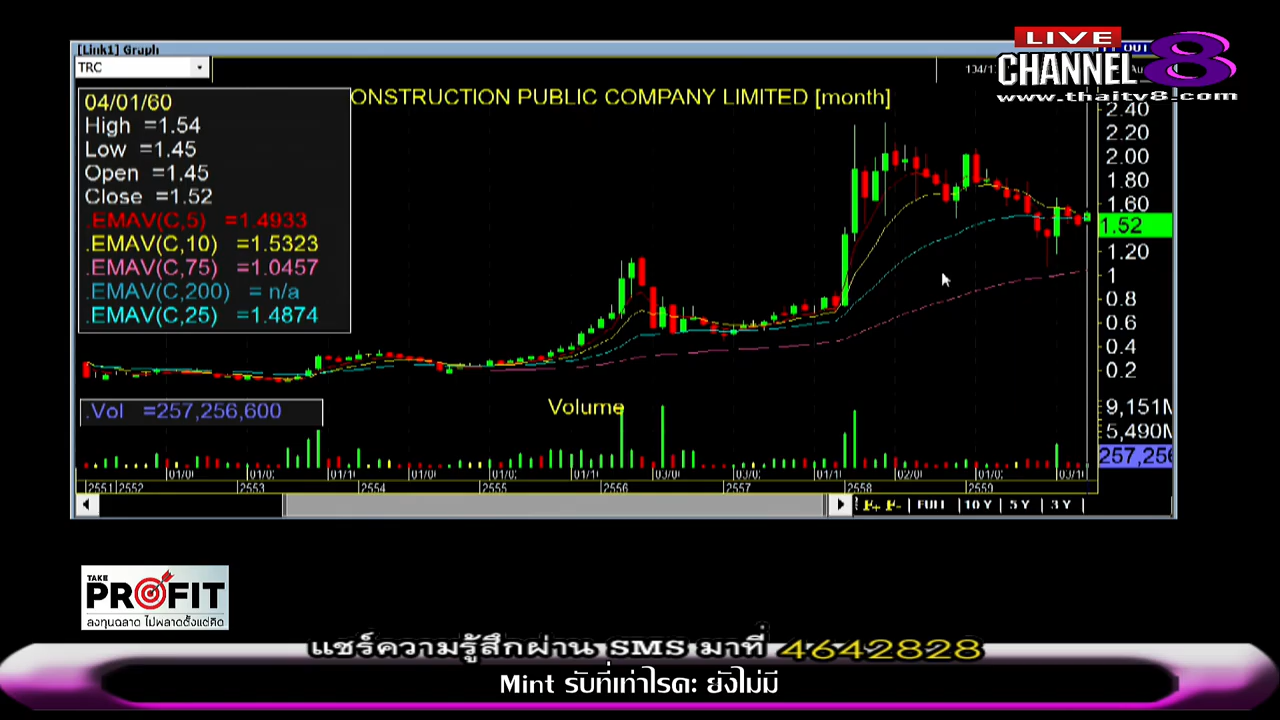 [Link1] Graph
LIVE
CHANNEL 8
www.thaitv8.com
TRC
ONSTRUCTION PUBLIC COMPANY LIMITED [month]
04/01/60
High =1.54
Low =1.45
Open =1.45
Close =1.52
.EMAV(C,5) =1.4933
.EMAV(C,10) =1.5323
.EMAV(C,75) =1.0457
.EMAV(C,200) = n/a
.EMAV(C,25) =1.4874
2.40
2.20
2.00
1.80
1.60
1.52
1.20
1
0.8
0.6
0.4
0.2
.Vol =257,256,600
Volume
9,151M
5,490M
257,256
2551 2552 2553 2554 2555 2556 2557 2558 2559
F+ F- FULL 10 Y 5 Y 3 Y
TAKE
PROFIT
ลงทุนฉลาด ไม่พลาดตั้งแต่คิด
แชร์ความรู้สึกผ่าน SMS มาที่ 4642828
Mint รับที่เท่าไรคะ ยังไม่มี